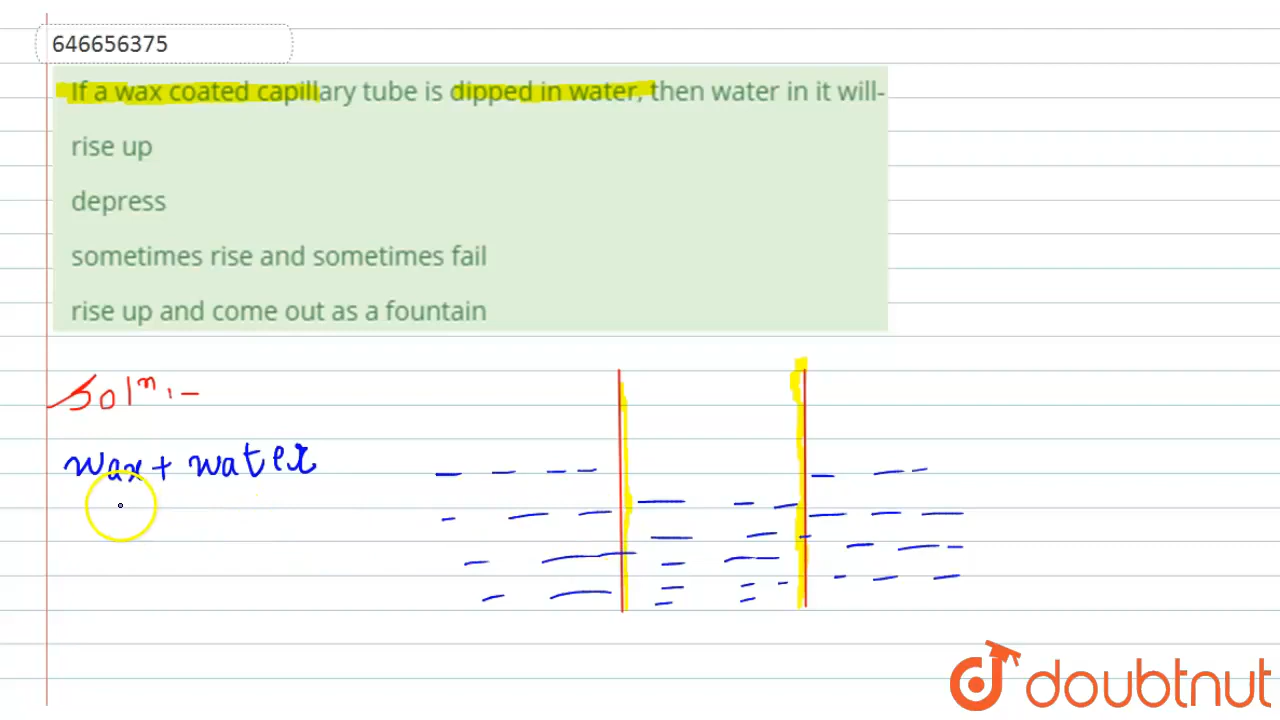 646656375
If a wax coated capillary tube is dipped in water, then water in it will-
rise up
depress
sometimes rise and sometimes fail
rise up and come out as a fountain
Solⁿ :-
wax + water
doubtnut